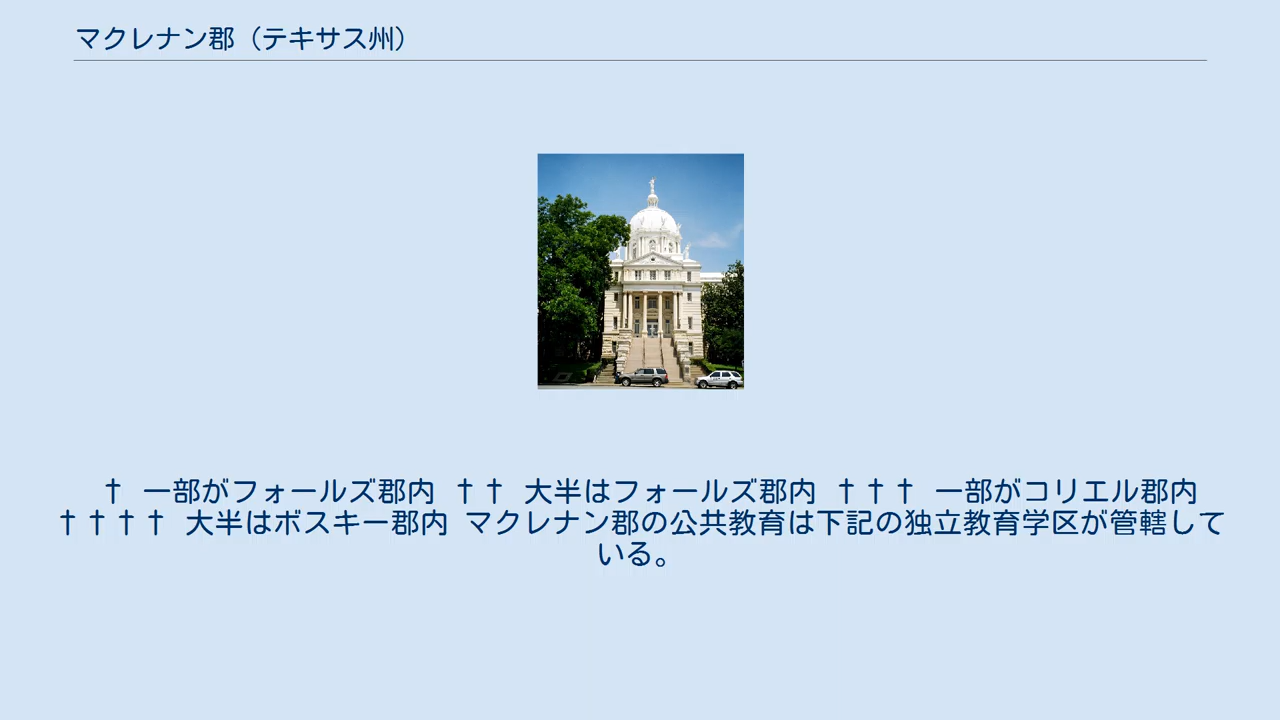 マクレナン郡（テキサス州）
† 一部がフォールズ郡内 †† 大半はフォールズ郡内 ††† 一部がコリエル郡内
†††† 大半はボスキー郡内 マクレナン郡の公共教育は下記の独立教育学区が管轄して
いる。